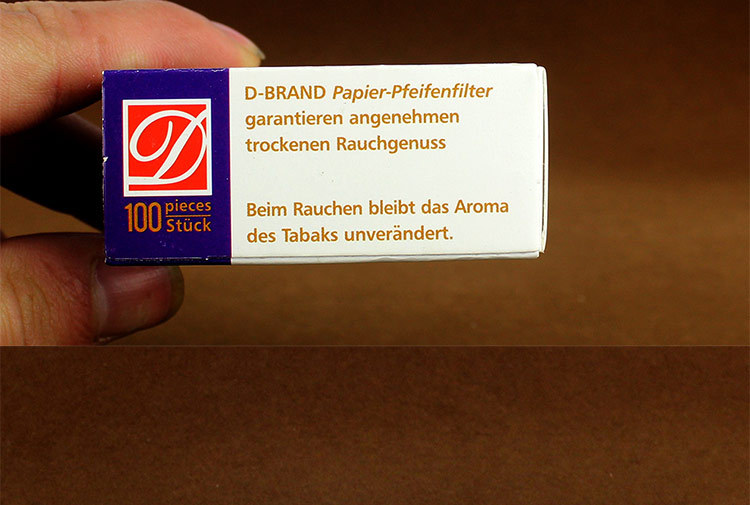 D
100 pieces
Stück
D-BRAND Papier-Pfeifenfilter
garantieren angenehmen
trockenen Rauchgenuss
Beim Rauchen bleibt das Aroma
des Tabaks unverändert.